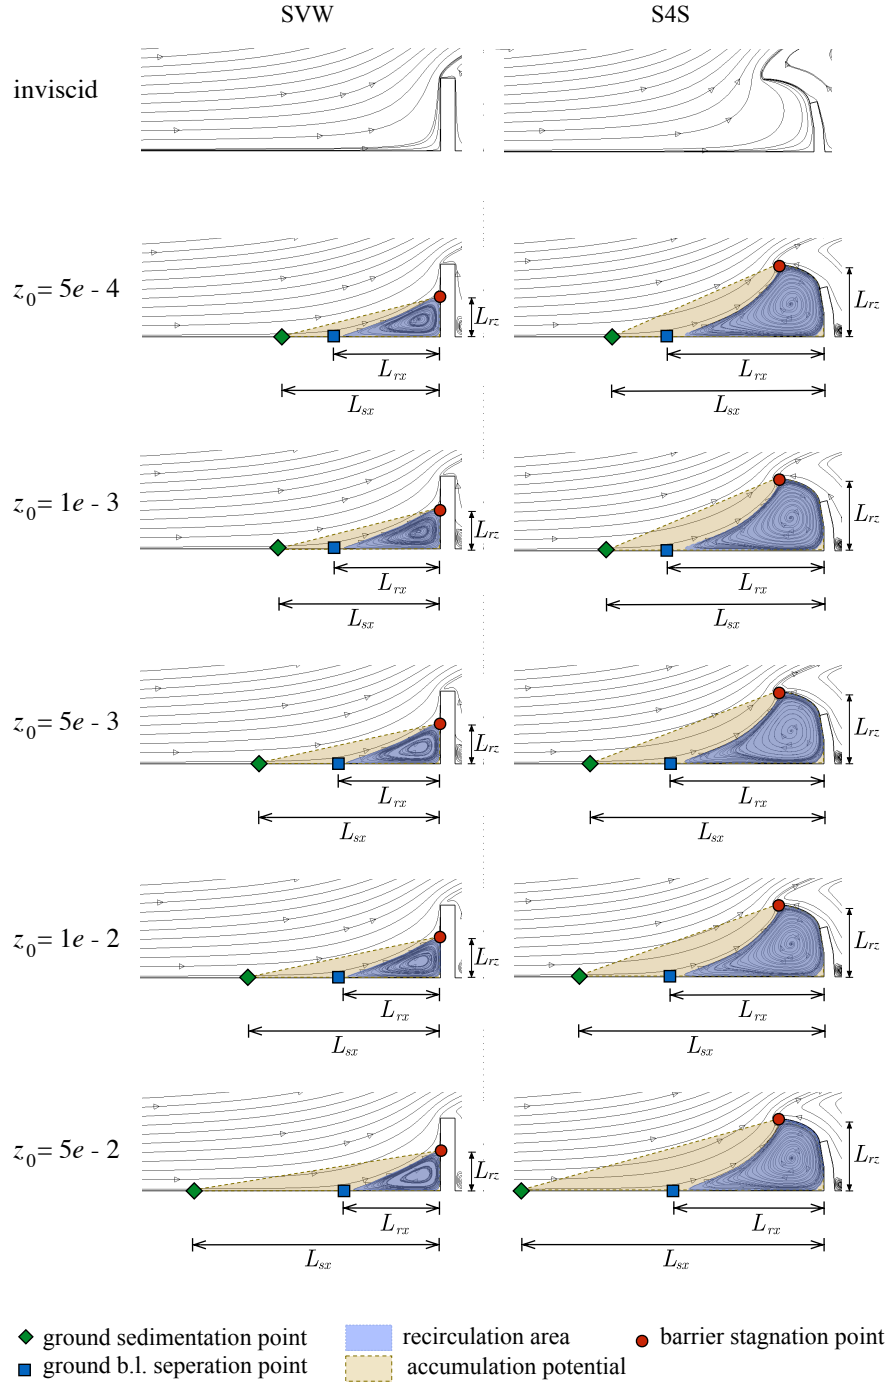 SVW S4S
inviscid
z0 = 5e - 4
Lrz Lrz
Lrx Lrx
Lsx Lsx
z0 = 1e - 3
Lrz Lrz
Lrx Lrx
Lsx Lsx
z0 = 5e - 3
Lrz Lrz
Lrx Lrx
Lsx Lsx
z0 = 1e - 2
Lrz Lrz
Lrx Lrx
Lsx Lsx
z0 = 5e - 2
Lrz Lrz
Lrx Lrx
Lsx Lsx
ground sedimentation point recirculation area barrier stagnation point
ground b.l. seperation point accumulation potential